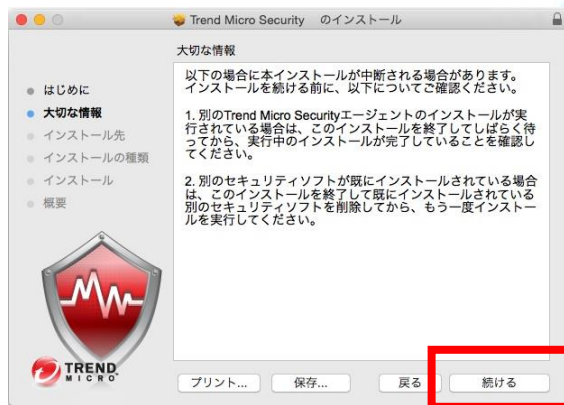 Trend Micro Security のインストール
大切な情報
はじめに
大切な情報
インストール先
インストールの種類
インストール
概要
以下の場合に本インストールが中断される場合があります。
インストールを続ける前に、以下についてご確認ください。
1. 別のTrend Micro Securityエージェントのインストールが実
行されている場合は、このインストールを終了してしばらく待
ってから、実行中のインストールが完了していることを確認し
てください。
2. 別のセキュリティソフトが既にインストールされている場合
は、このインストールを終了して既にインストールされている
別のセキュリティソフトを削除してから、もう一度インストー
ルを実行してください。
TREND
MICRO
プリント... 保存... 戻る 続ける